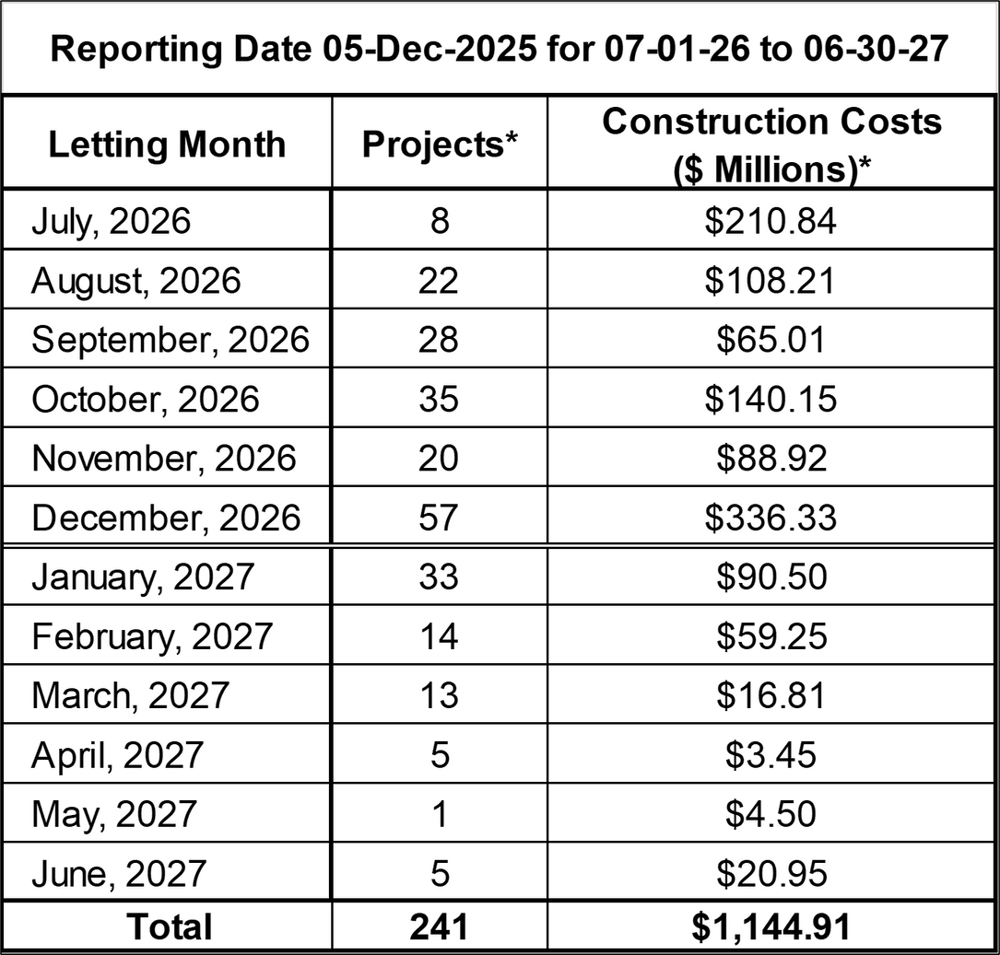 Reporting Date 05-Dec-2025 for 07-01-26 to 06-30-27
Letting Month Projects* Construction Costs
($ Millions)*
July, 2026 8 $210.84
August, 2026 22 $108.21
September, 2026 28 $65.01
October, 2026 35 $140.15
November, 2026 20 $88.92
December, 2026 57 $336.33
January, 2027 33 $90.50
February, 2027 14 $59.25
March, 2027 13 $16.81
April, 2027 5 $3.45
May, 2027 1 $4.50
June, 2027 5 $20.95
Total 241 $1,144.91